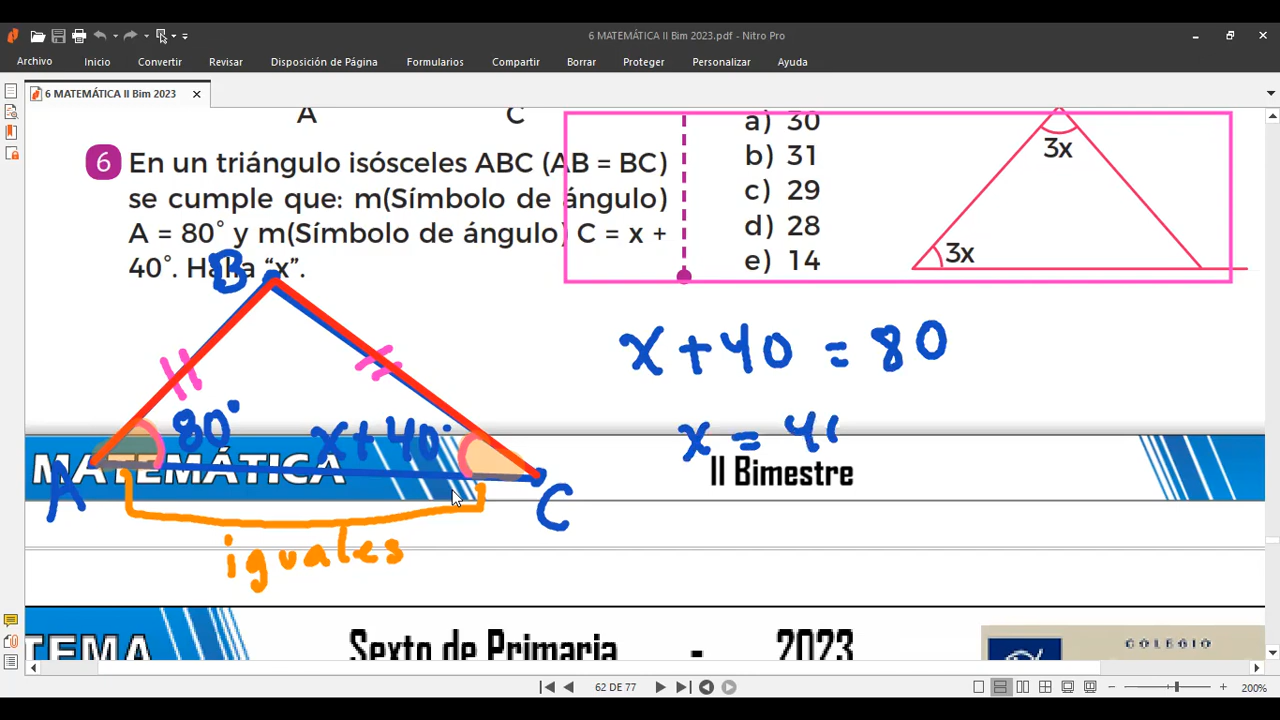 6 MATEMÁTICA II Bim 2023.pdf - Nitro Pro
Archivo Inicio Convertir Revisar Disposición de Página Formularios Compartir Borrar Proteger Personalizar Ayuda
6 MATEMÁTICA II Bim 2023
A C
6 En un triángulo isósceles ABC (AB = BC)
se cumple que: m(Símbolo de ángulo)
A = 80° y m(Símbolo de ángulo) C = x +
40°. Halla “x”.
a) 30
b) 31
c) 29
d) 28
e) 14
3x
3x
B
x + 40 = 80
80°
x + 40°
x = 40
A
C
MATEMÁTICA
II Bimestre
iguales
TEMA
Sexto de Primaria - 2023
COLEGIO
62 DE 77
200%